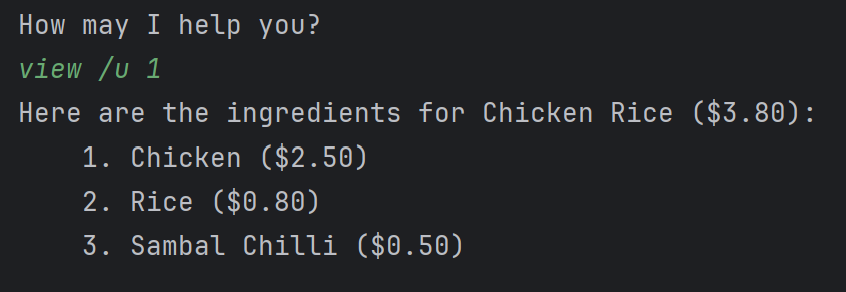 How may I help you?
view /u 1
Here are the ingredients for Chicken Rice ($3.80):
1. Chicken ($2.50)
2. Rice ($0.80)
3. Sambal Chilli ($0.50)